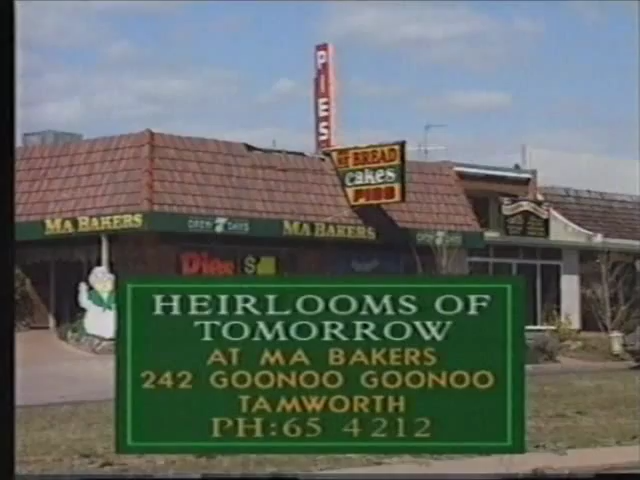 PIES
BREAD
cakes
PIES
MA BAKERS
OPEN 7 DAYS
MA BAKERS
OPEN 7 DAYS
Pies $
HEIRLOOMS OF
TOMORROW
AT MA BAKERS
242 GOONOO GOONOO
TAMWORTH
PH:65 4212